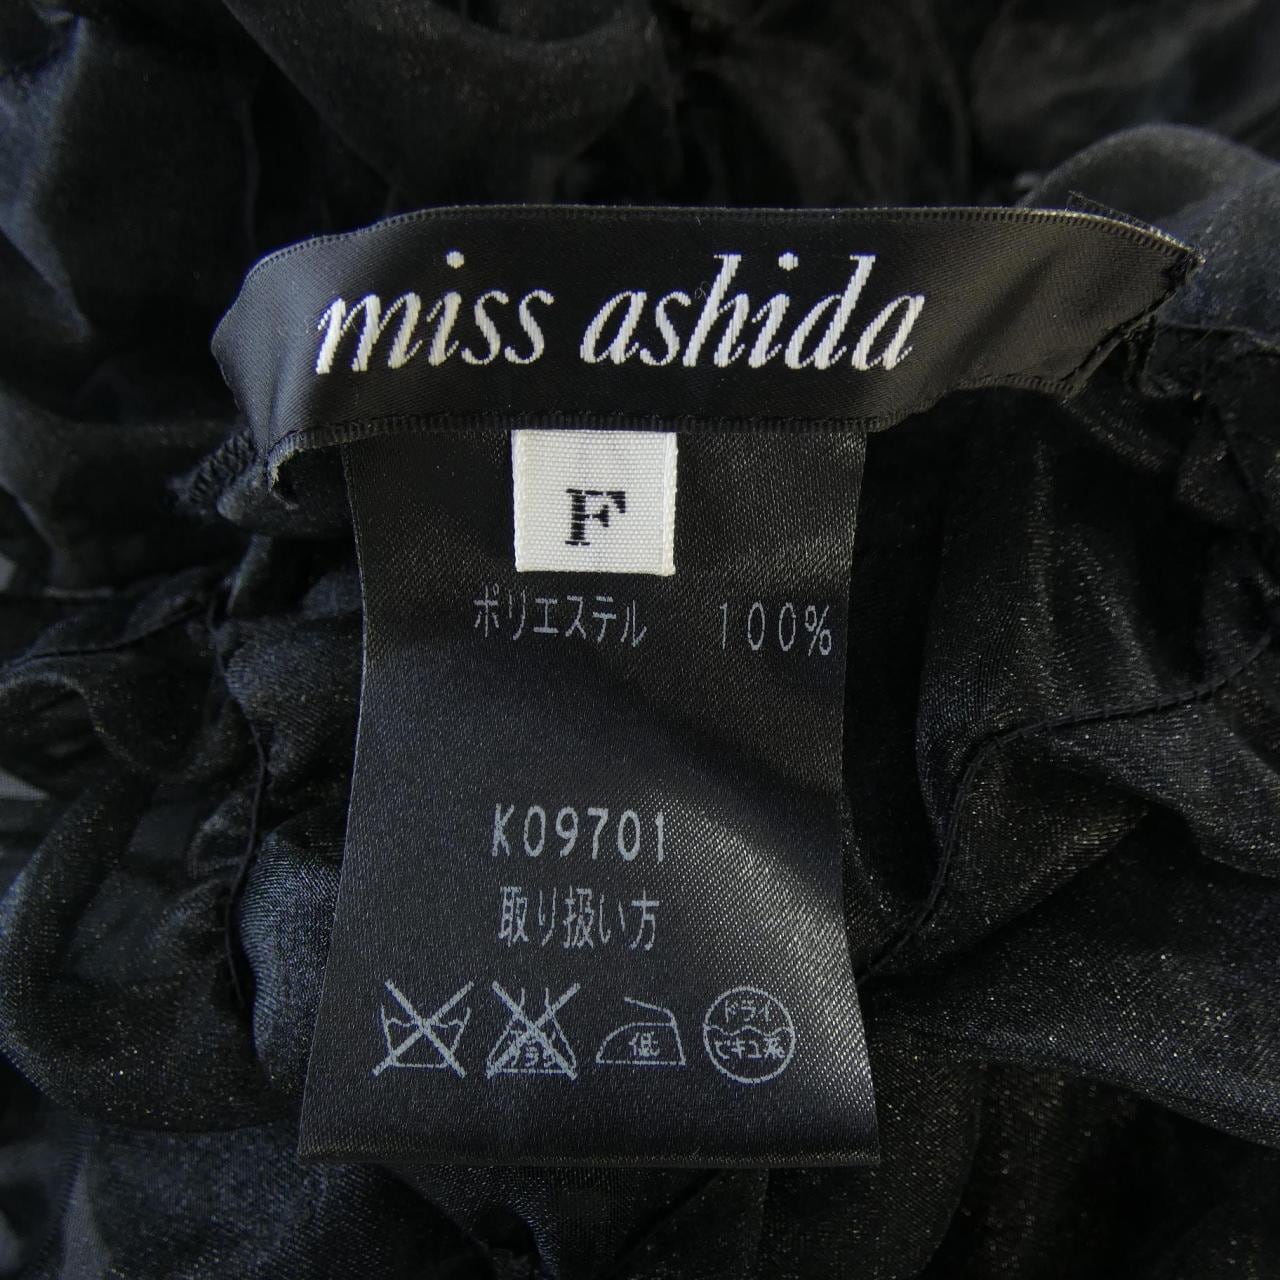 miss ashida
F
ポリエステル 100%
K09701
取り扱い方
低
ドライ
セキユ系